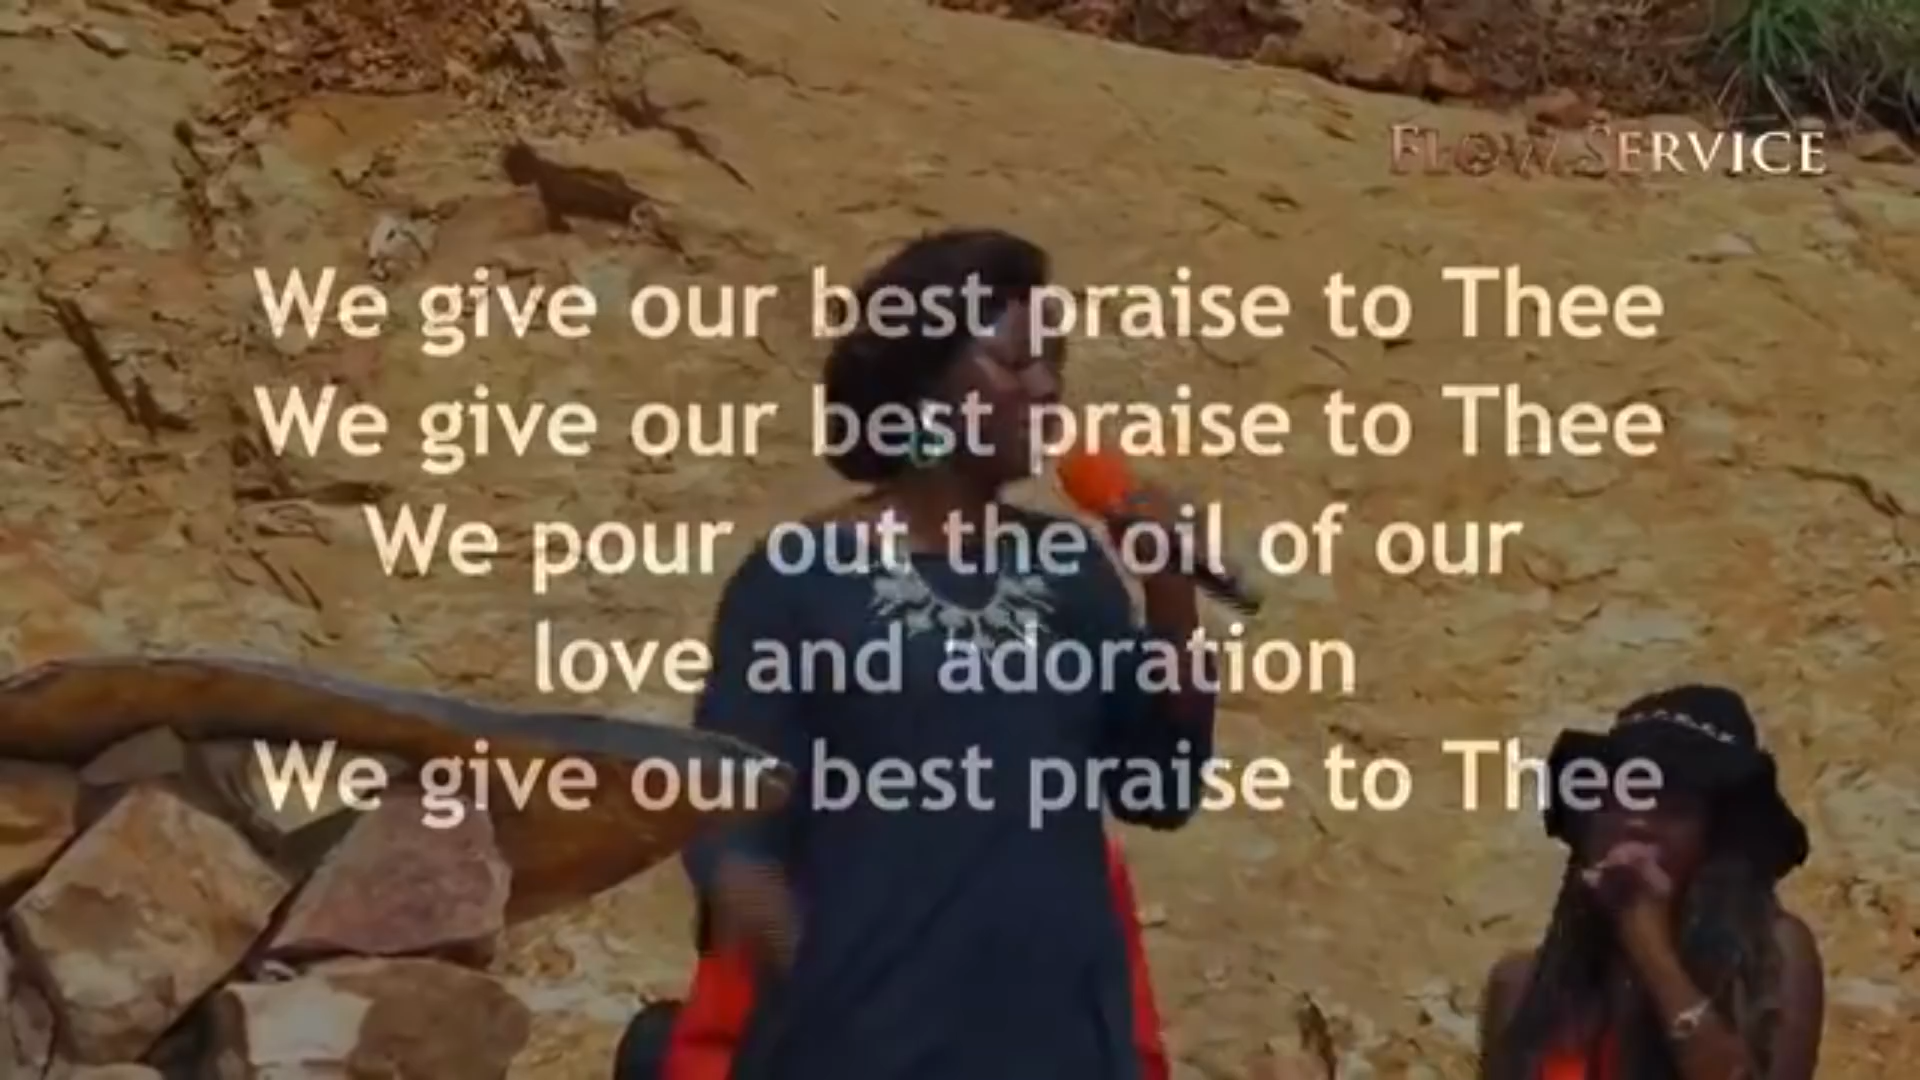 FLOW SERVICE
We give our best praise to Thee
We give our best praise to Thee
We pour out the oil of our
love and adoration
We give our best praise to Thee